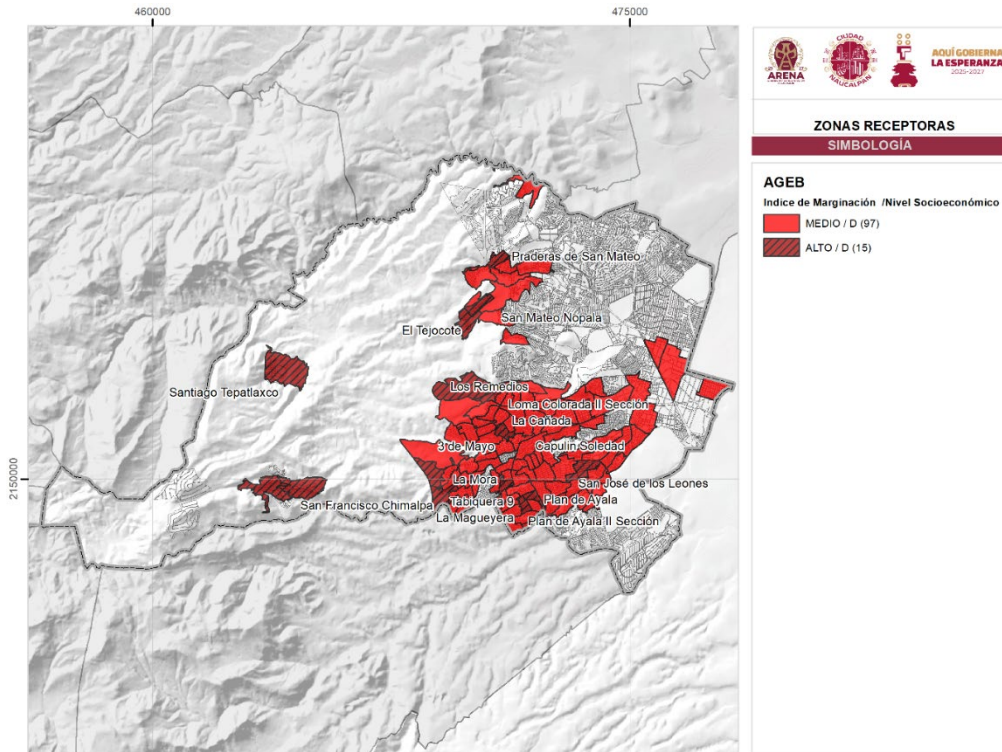 460000
475000
2150000
ARENA
CIUDAD
NAUCALPAN
AQUÍ GOBIERNA
LA ESPERANZA
2025-2027
ZONAS RECEPTORAS
SIMBOLOGÍA
AGEB
Indice de Marginación /Nivel Socioeconómico
MEDIO / D (97)
ALTO / D (15)
Praderas de San Mateo
San Mateo Nopala
El Tejocote
Santiago Tepatlaxco
Los Remedios
Loma Colorada II Sección
La Cañada
3 de Mayo
Capulin Soledad
La Mora
San José de los Leones
San Francisco Chimalpa
Tabiquera 9
Plan de Ayala
La Magueyera
Plan de Ayala II Sección